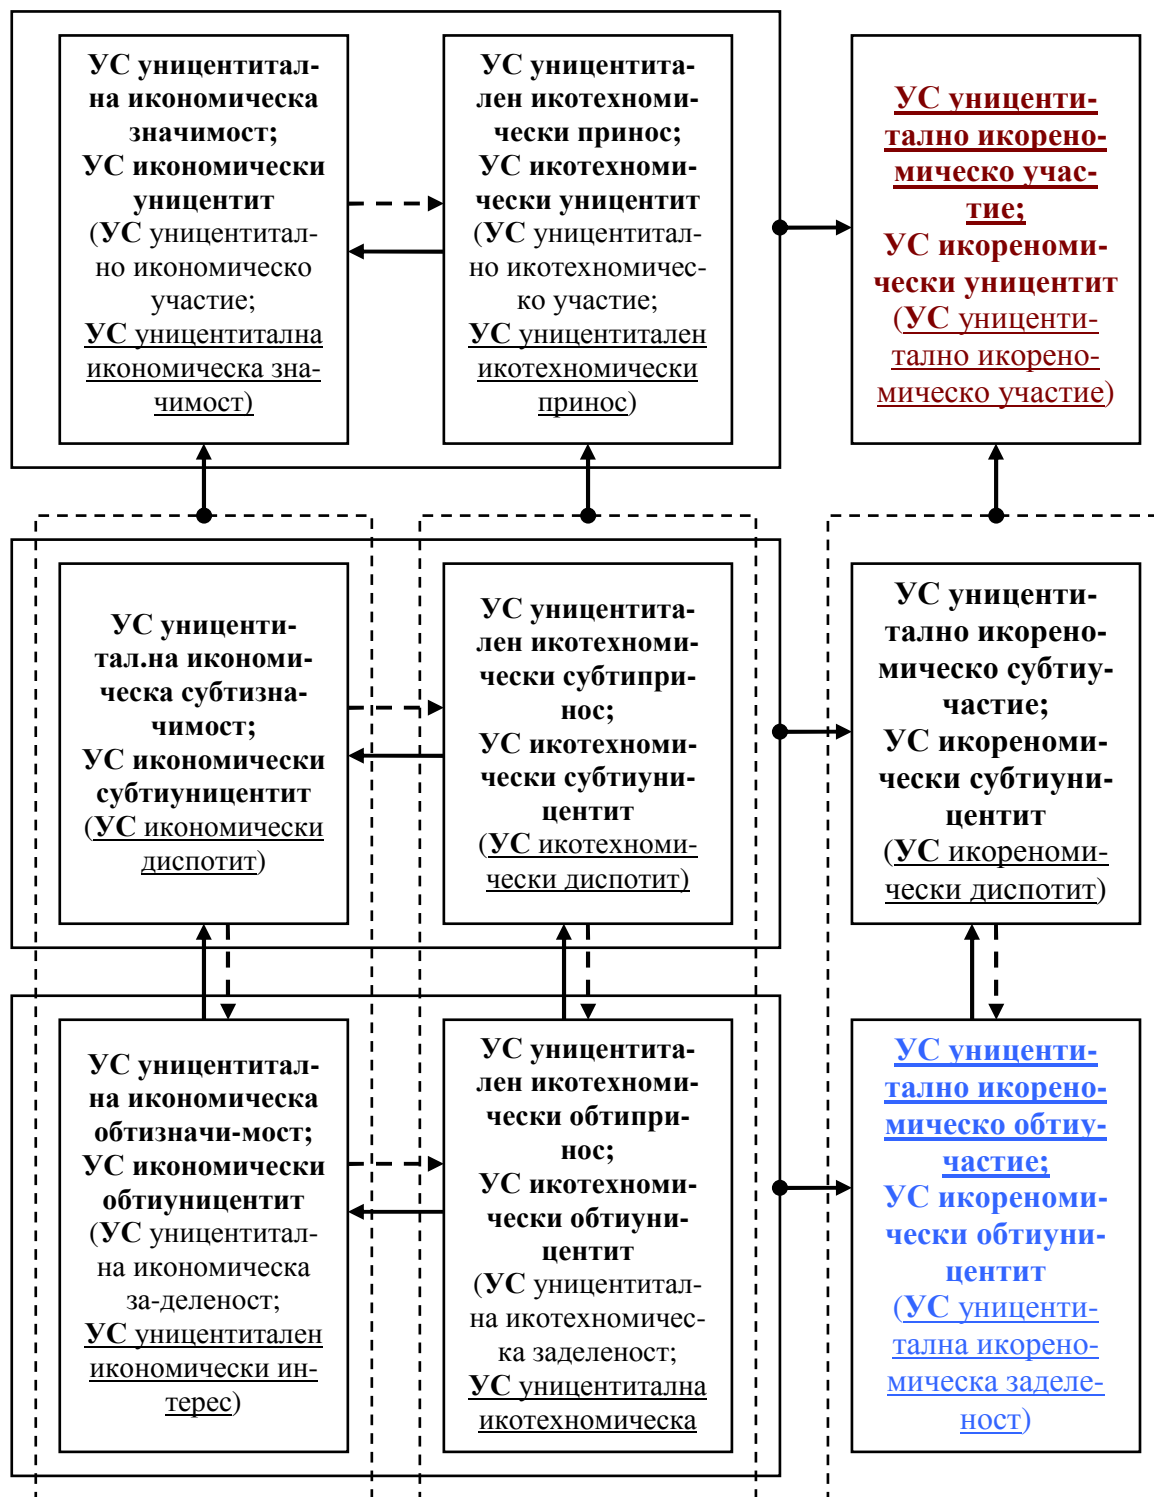 УС уницентитал-
на икономическа
значимост;
УС икономически
уницентит
(УС уницентитал-
но икономическо
участие;
УС уницентитална
икономическа зна-
чимост)
УС уницентита-
лен икотехноми-
чески принос;
УС икотехноми-
чески уницентит
(УС уницентитал-
но икотехномичес-
ко участие;
УС уницентитален
икотехномически
принос)
УС униценти-
тално икорено-
мическо учас-
тие;
УС икореноми-
чески уницентит
(УС униценти-
тално икорено-
мическо участие)
УС униценти-
тал.на икономи-
ческа субтизна-
чимост;
УС икономически
субтиуницентит
(УС икономически
диспотит)
УС уницентита-
лен икотехноми-
чески субтипри-
нос;
УС икотехноми-
чески субтиуни-
центит
(УС икотехноми-
чески диспотит)
УС униценти-
тално икорено-
мическо субтиу-
частие;
УС икореноми-
чески субтиуни-
центит
(УС икореноми-
чески диспотит)
УС уницентитал-
на икономическа
обтизначи-мост;
УС икономически
обтиуницентит
(УС уницентитал-
на икономическа
за-деленост;
УС уницентитален
икономически ин-
терес)
УС уницентита-
лен икотехноми-
чески обтипри-
нос;
УС икотехноми-
чески обтиуни-
центит
(УС уницентитал-
на икотехномичес-
ка заделеност;
УС уницентитална
икотехномическа
УС униценти-
тално икорено-
мическо обтиу-
частие;
УС икореноми-
чески обтиуни-
центит
(УС униценти-
тална икорено-
мическа заделе-
ност)